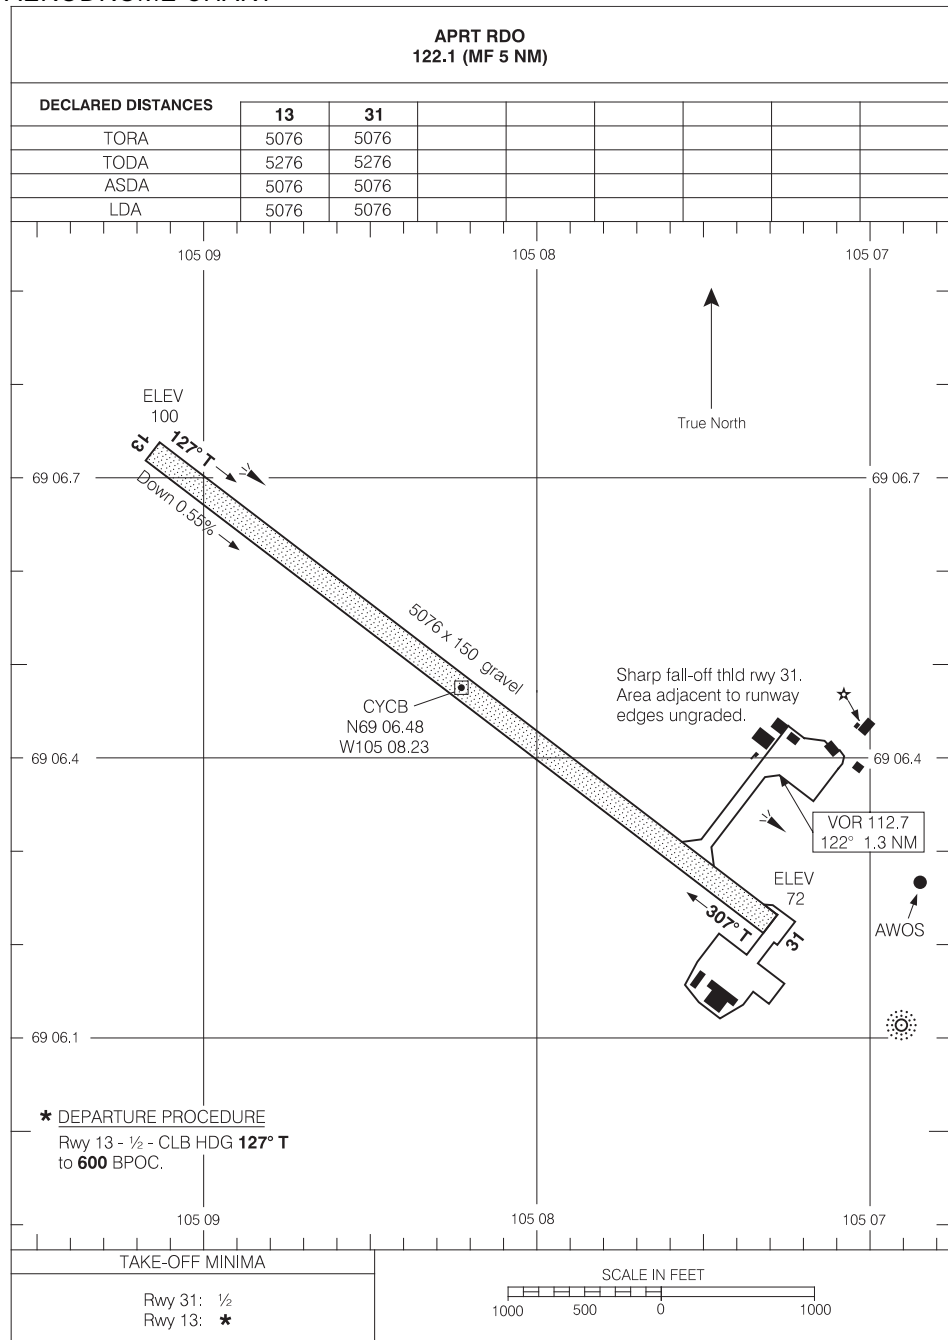 APRT RDO
122.1 (MF 5 NM)
DECLARED DISTANCES 13 31
TORA 5076 5076
TODA 5276 5276
ASDA 5076 5076
LDA 5076 5076
105 09 105 08 105 07
True North
ELEV
100
13
127° T
69 06.7 69 06.7
Down 0.55%
5076 x 150 gravel
CYCB
N69 06.48
W105 08.23
Sharp fall-off thld rwy 31.
Area adjacent to runway
edges ungraded.
69 06.4 69 06.4
VOR 112.7
122° 1.3 NM
ELEV
72
307° T
31
AWOS
69 06.1
* DEPARTURE PROCEDURE
Rwy 13 - ½ - CLB HDG 127° T
to 600 BPOC.
105 09 105 08 105 07
TAKE-OFF MINIMA
Rwy 31: ½
Rwy 13: *
SCALE IN FEET
1000 500 0 1000